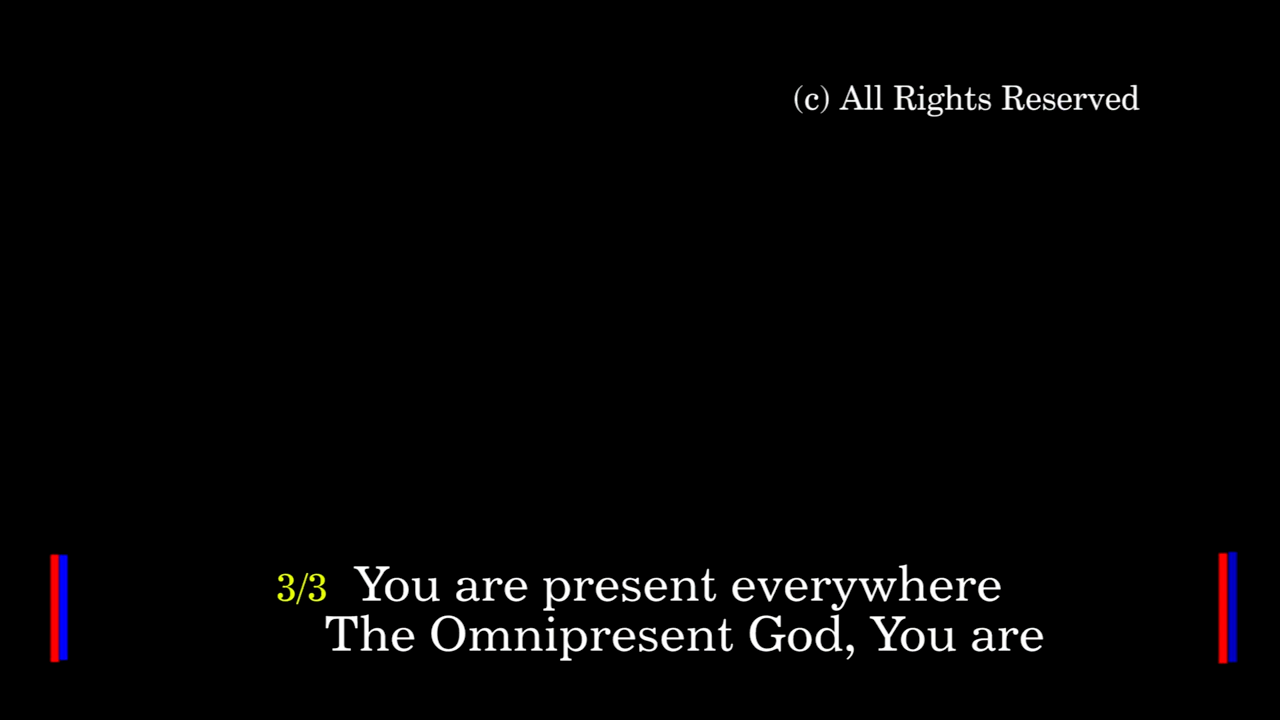 (c) All Rights Reserved
3/3 You are present everywhere
The Omnipresent God, You are